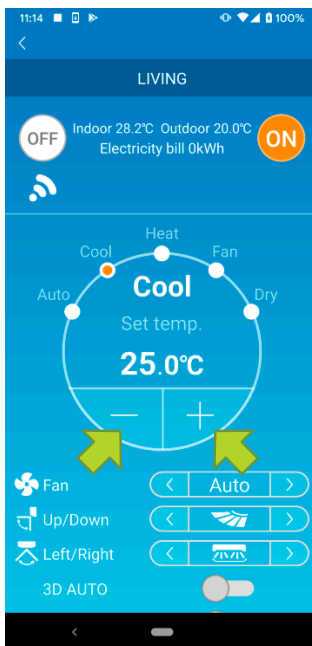 11:14 100%
LIVING
OFF Indoor 28.2℃ Outdoor 20.0℃ ON
Electricity bill 0kWh
Heat
Cool Fan
Auto Cool Dry
Set temp.
25.0℃
Fan Auto
Up/Down
Left/Right
3D AUTO